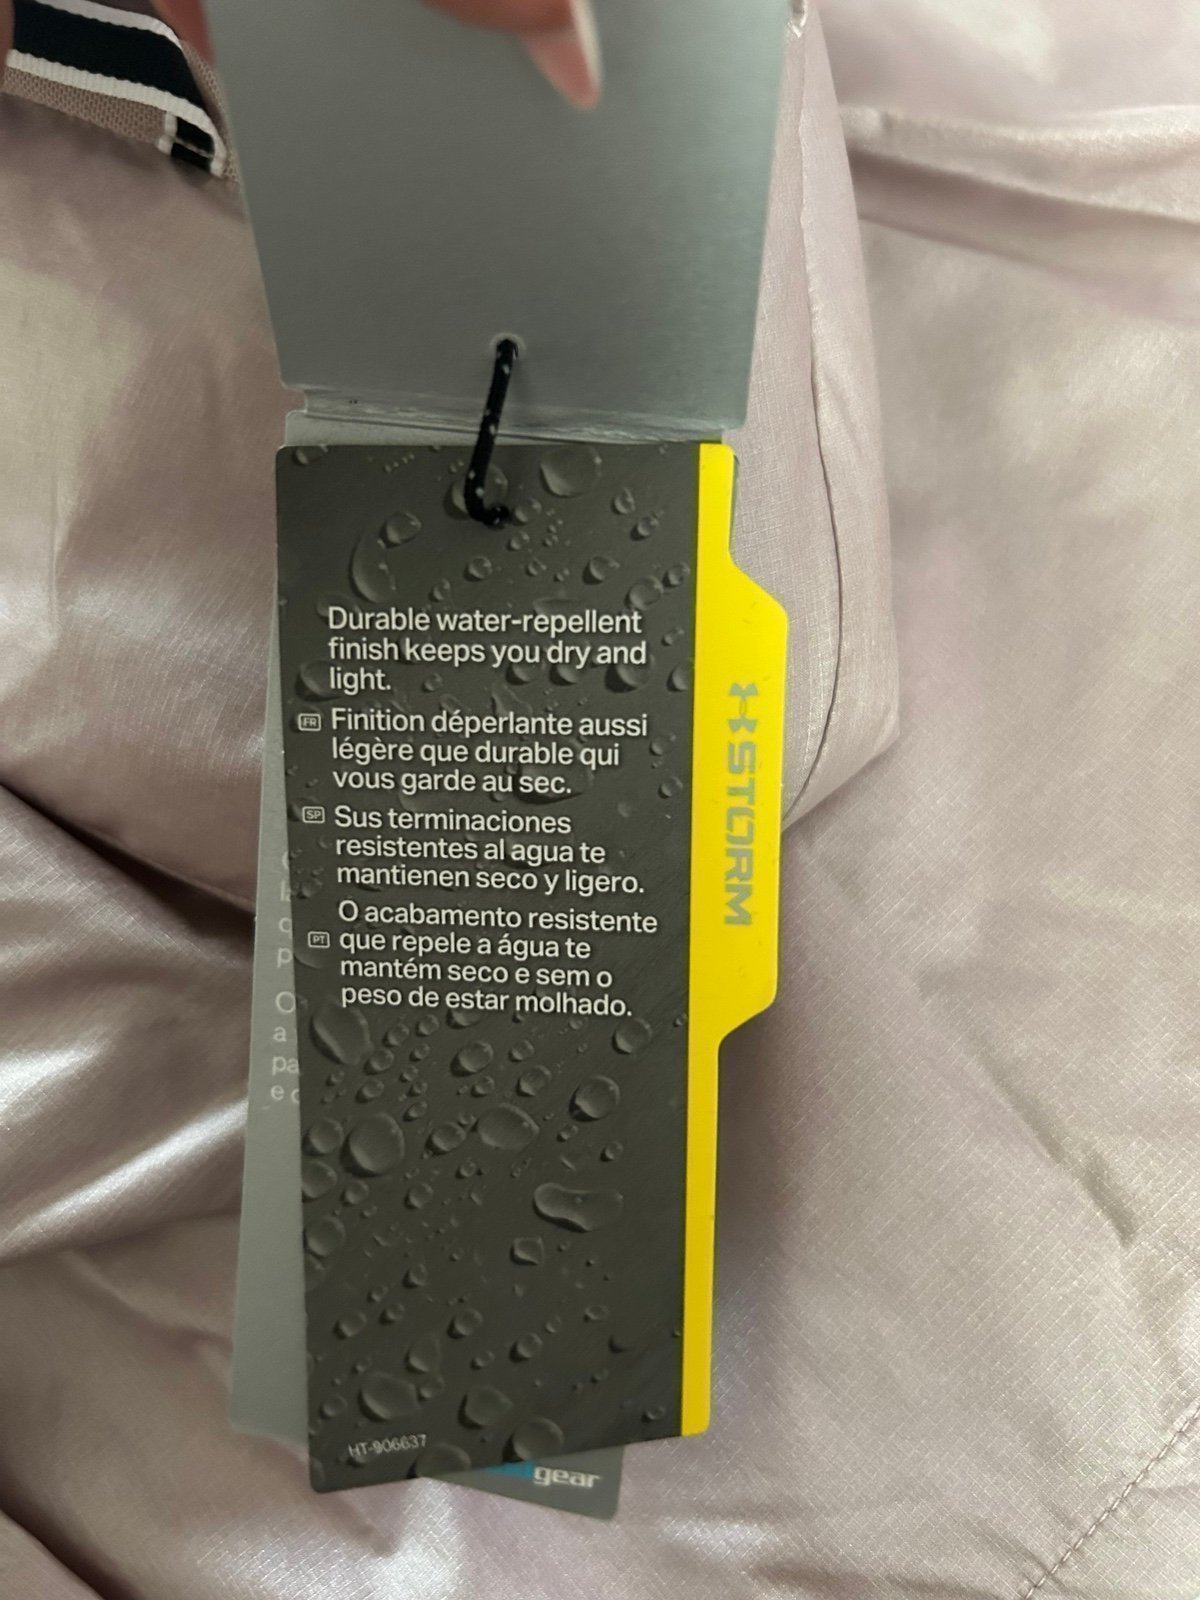 Durable water-repellent
finish keeps you dry and
light.
FR Finition déperlante aussi
légère que durable qui
vous garde au sec.
SP Sus terminaciones
resistentes al agua te
mantienen seco y ligero.
O acabamento resistente
PT que repele a água te
mantém seco e sem o
peso de estar molhado.
STORM
HT-906637
gear
O
a
pa
e c